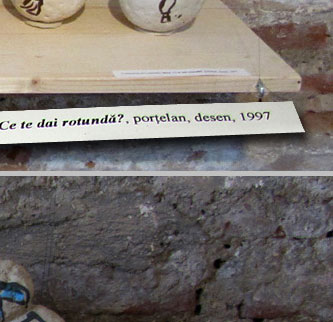 Ce te dai rotundă?, porțelan, desen, 1997